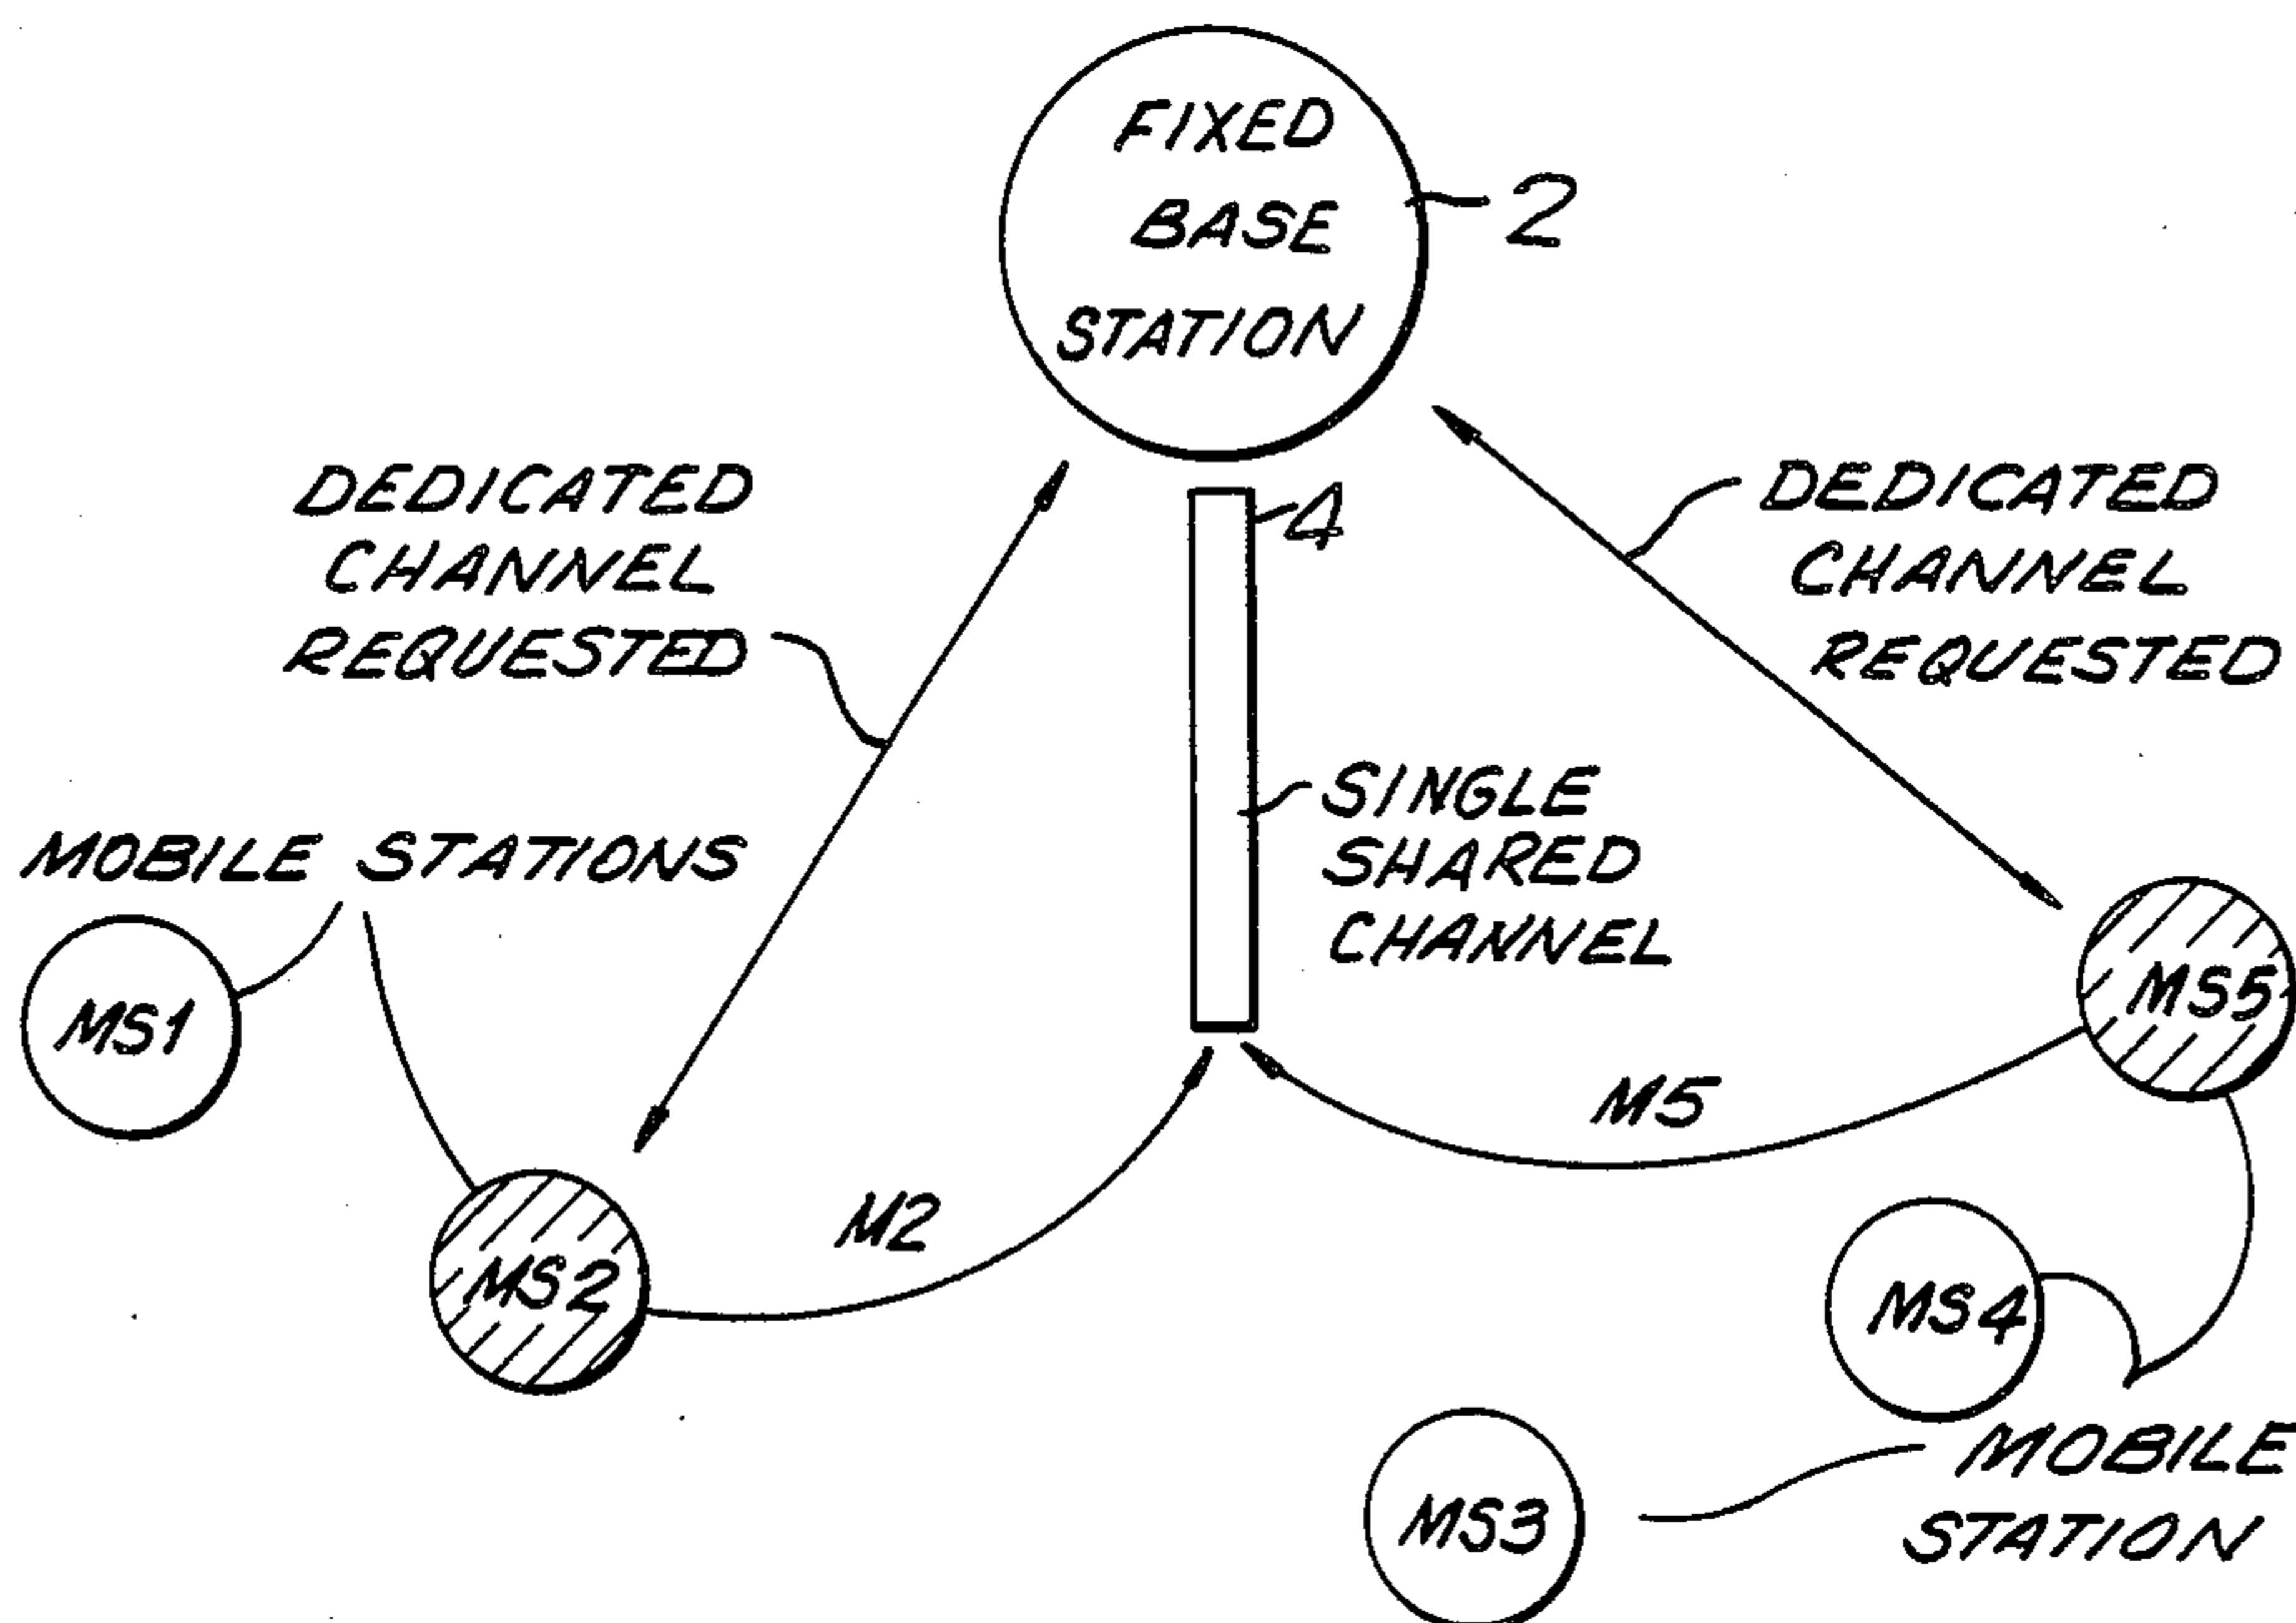 FIXED
BASE
STATION
2
4
DEDICATED
CHANNEL
REQUESTED
DEDICATED
CHANNEL
REQUESTED
SINGLE
SHARED
CHANNEL
MOBILE STATIONS
MS1
MS2
M2
M5
MS5
MS4
MS3
MOBILE
STATION